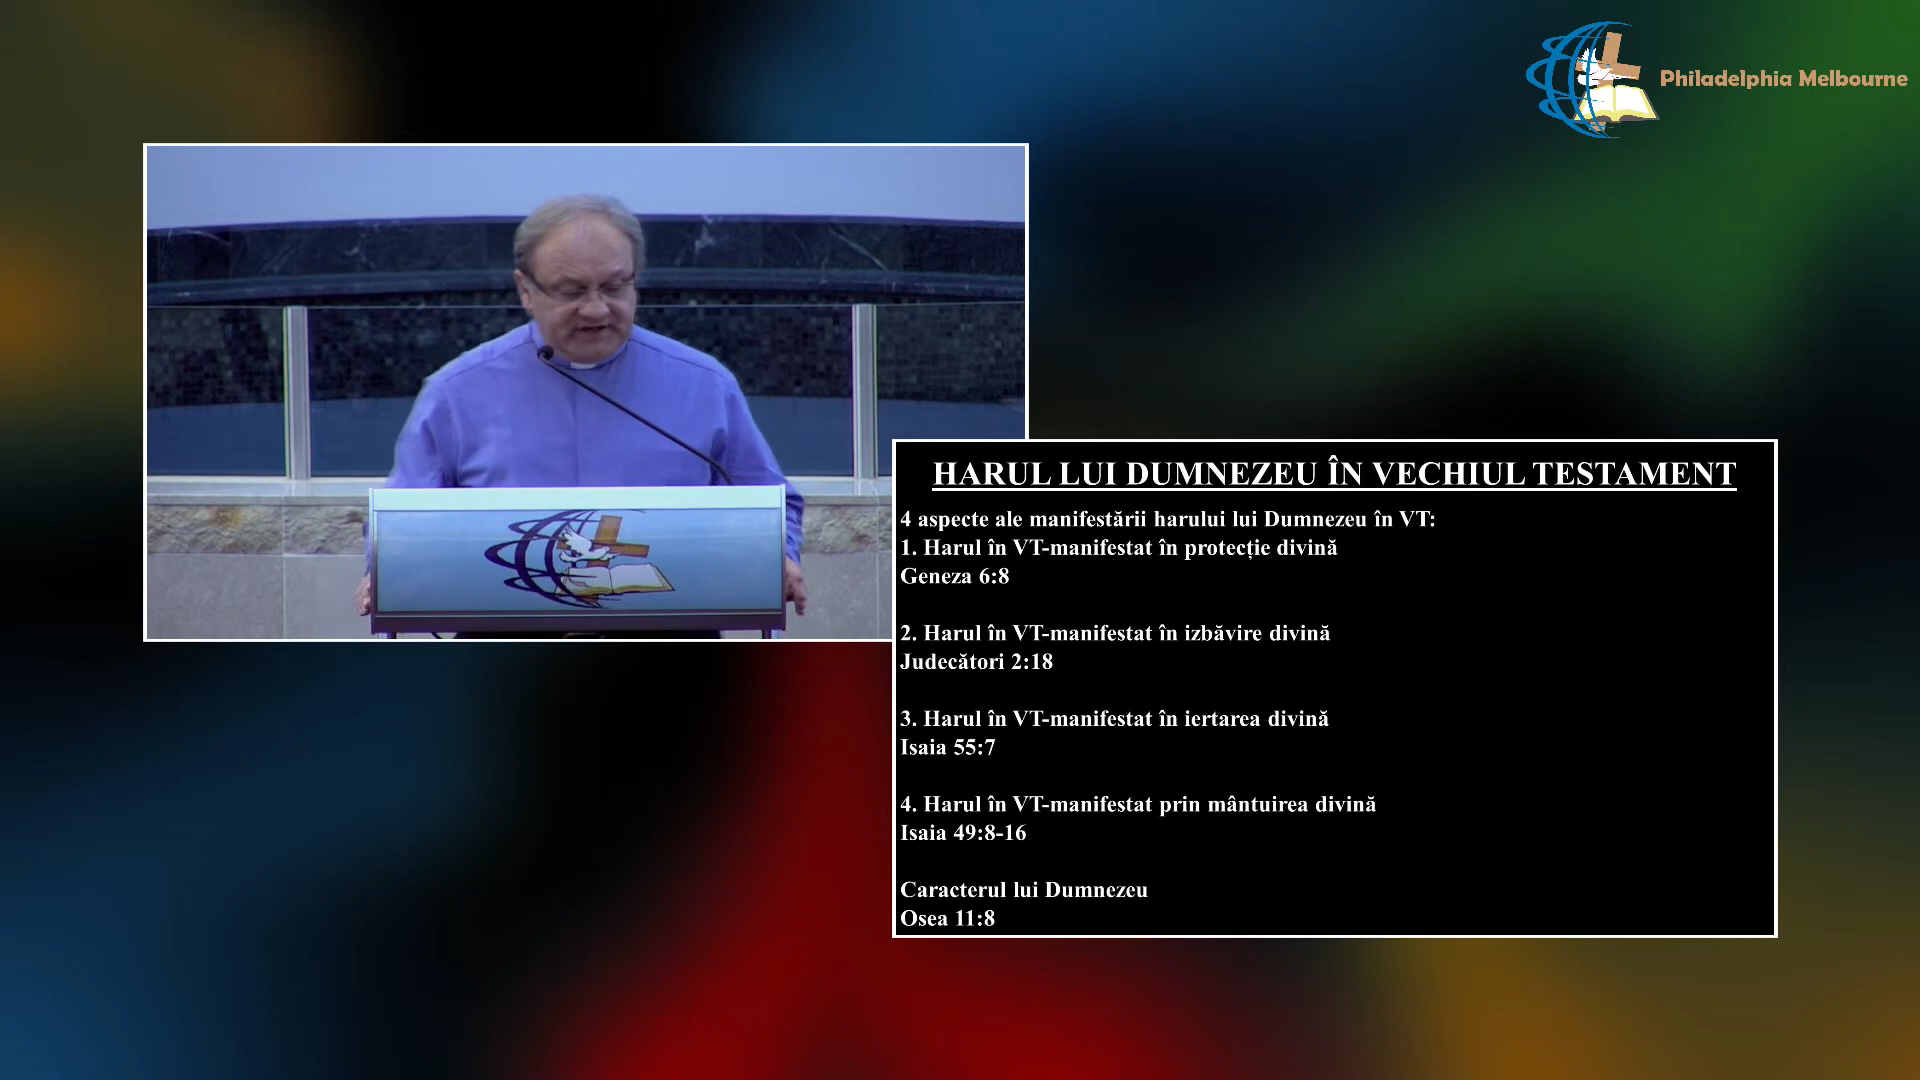 Philadelphia Melbourne
HARUL LUI DUMNEZEU ÎN VECHIUL TESTAMENT
4 aspecte ale manifestării harului lui Dumnezeu în VT:
1. Harul în VT-manifestat în protecție divină
Geneza 6:8
2. Harul în VT-manifestat în izbăvire divină
Judecători 2:18
3. Harul în VT-manifestat în iertarea divină
Isaia 55:7
4. Harul în VT-manifestat prin mântuirea divină
Isaia 49:8-16
Caracterul lui Dumnezeu
Osea 11:8